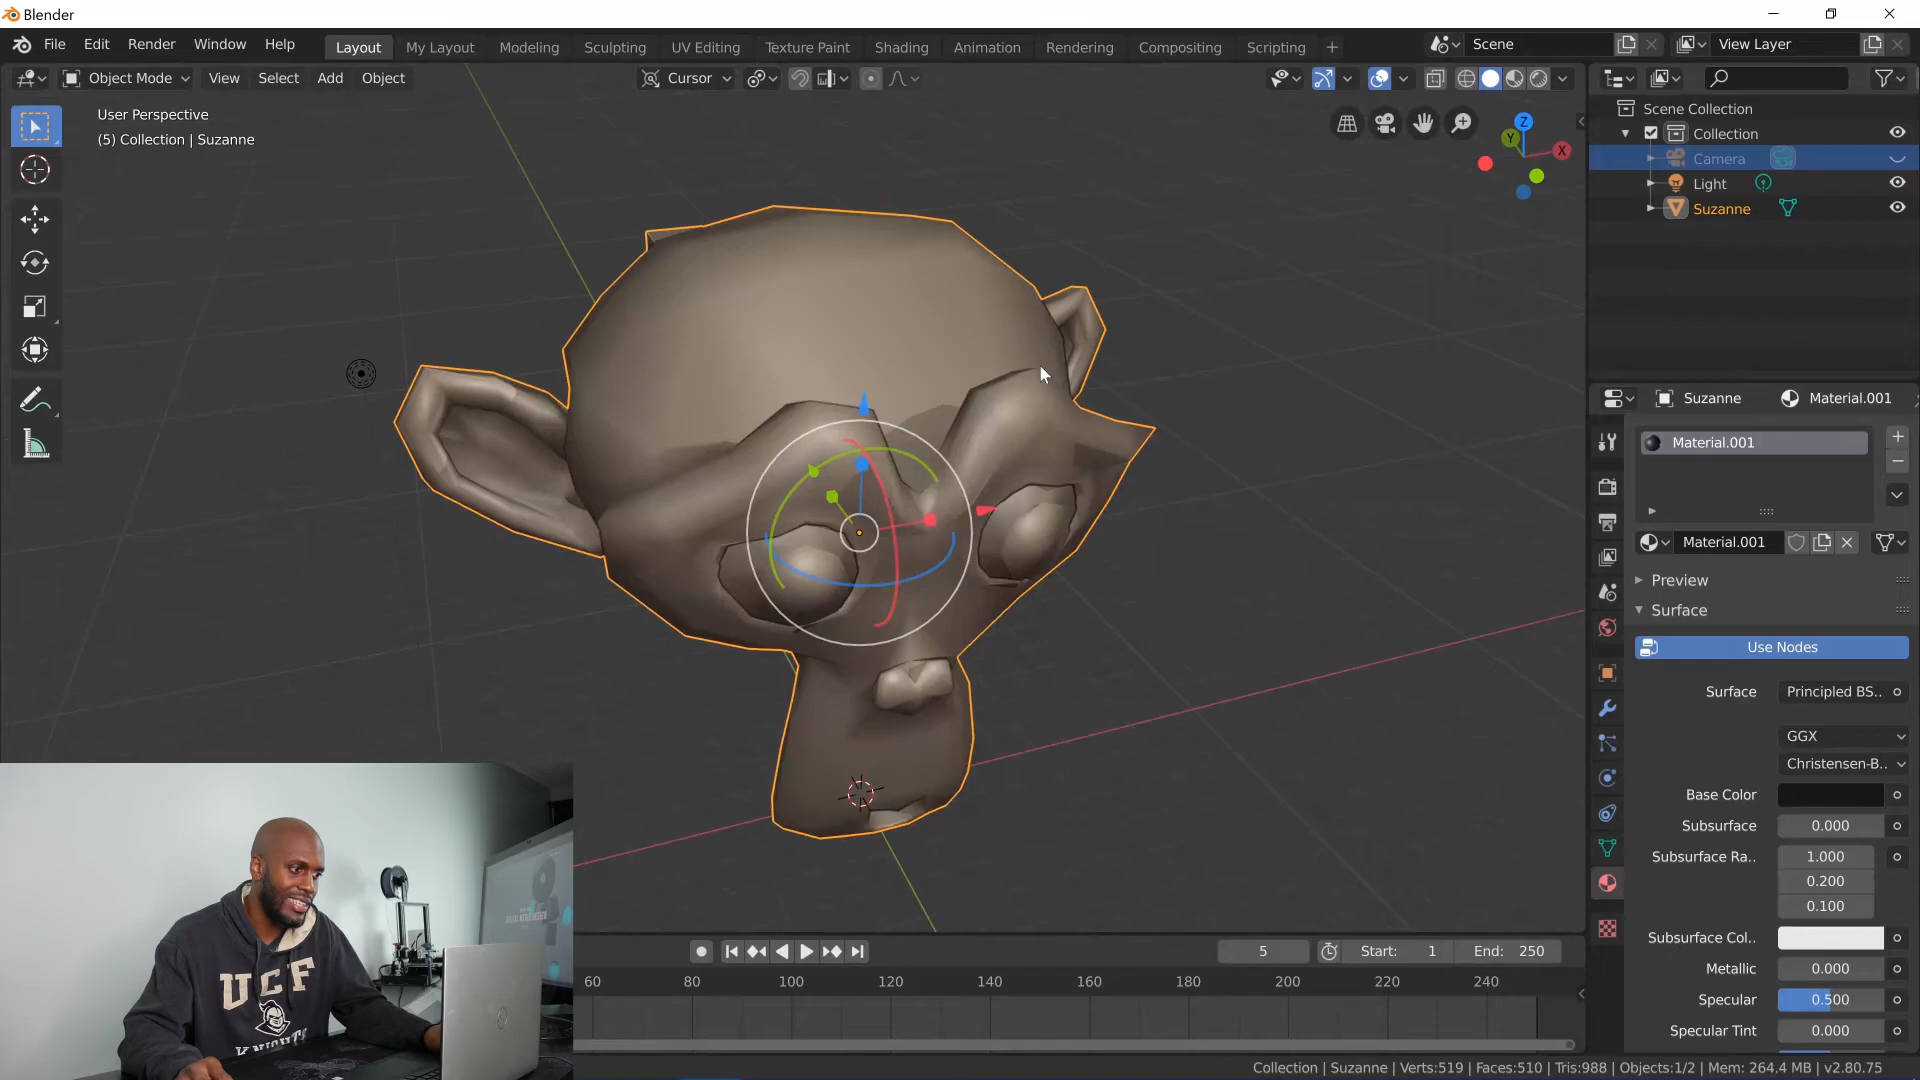 Blender
File Edit Render Window Help Layout My Layout Modeling Sculpting UV Editing Texture Paint Shading Animation Rendering Compositing Scripting + Scene View Layer
Object Mode View Select Add Object Cursor
User Perspective
(5) Collection | Suzanne
Z
Y
X
Scene Collection
Collection
Camera
Light
Suzanne
Suzanne Material.001
Material.001
Material.001
Preview
Surface
Use Nodes
Surface Principled BS..
GGX
Christensen-B..
Base Color
Subsurface 0.000
Subsurface Ra.. 1.000
0.200
0.100
Subsurface Col..
Metallic 0.000
Specular 0.500
Specular Tint 0.000
5 Start: 1 End: 250
60 80 100 120 140 160 180 200 220 240
UCF
KNIGHTS
Collection | Suzanne | Verts:519 | Faces:510 | Tris:988 | Objects:1/2 | Mem: 264.4 MB | v2.80.75